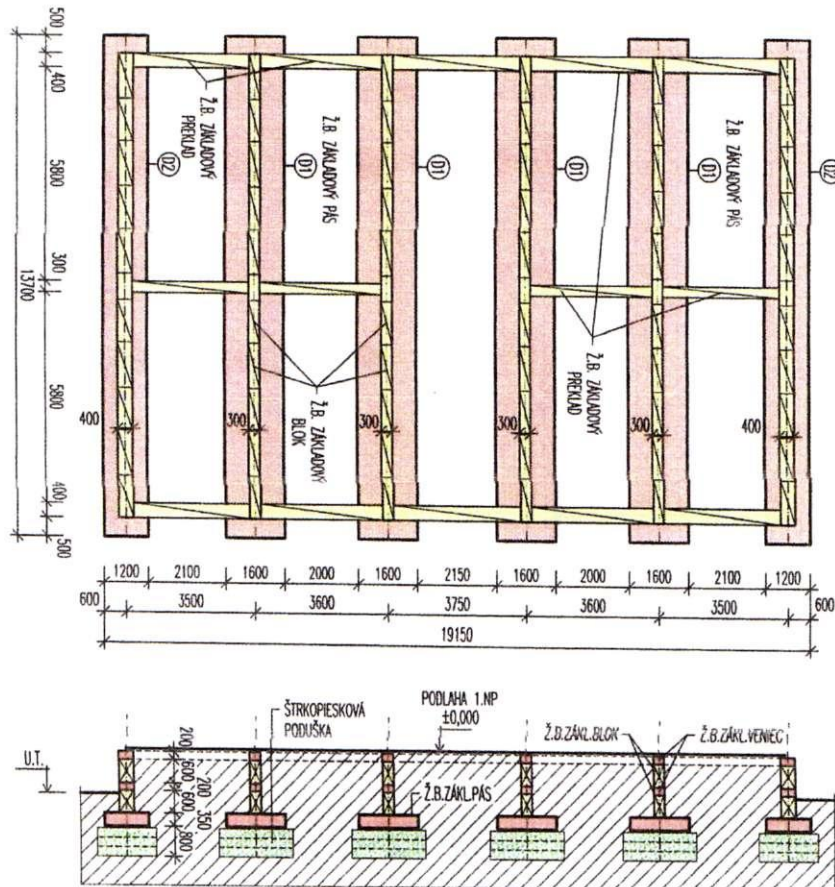 500
400
5800
300
5800
400
500
13700
Ž.B. ZÁKLADOVÝ
PREKLAD
D2
Ž.B. ZÁKLADOVÝ PÁS
D1
D1
D1
Ž.B. ZÁKLADOVÝ PÁS
D1
D2
Ž.B. ZÁKLADOVÝ
BLOK
Ž.B. ZÁKLADOVÝ
PREKLAD
400
300
300
300
300
400
1200 2100 1600 2000 1600 2150 1600 2000 1600 2100 1200
600 3500 3600 3750 3600 3500 600
19150
U.T.
ŠTRKOPIESKOVÁ
PODUŠKA
PODLAHA 1.NP
±0,000
Ž.B.ZÁKL.BLOK
Ž.B.ZÁKL.VENIEC
Ž.B.ZÁKL.PÁS
200
600
200
600
350
800